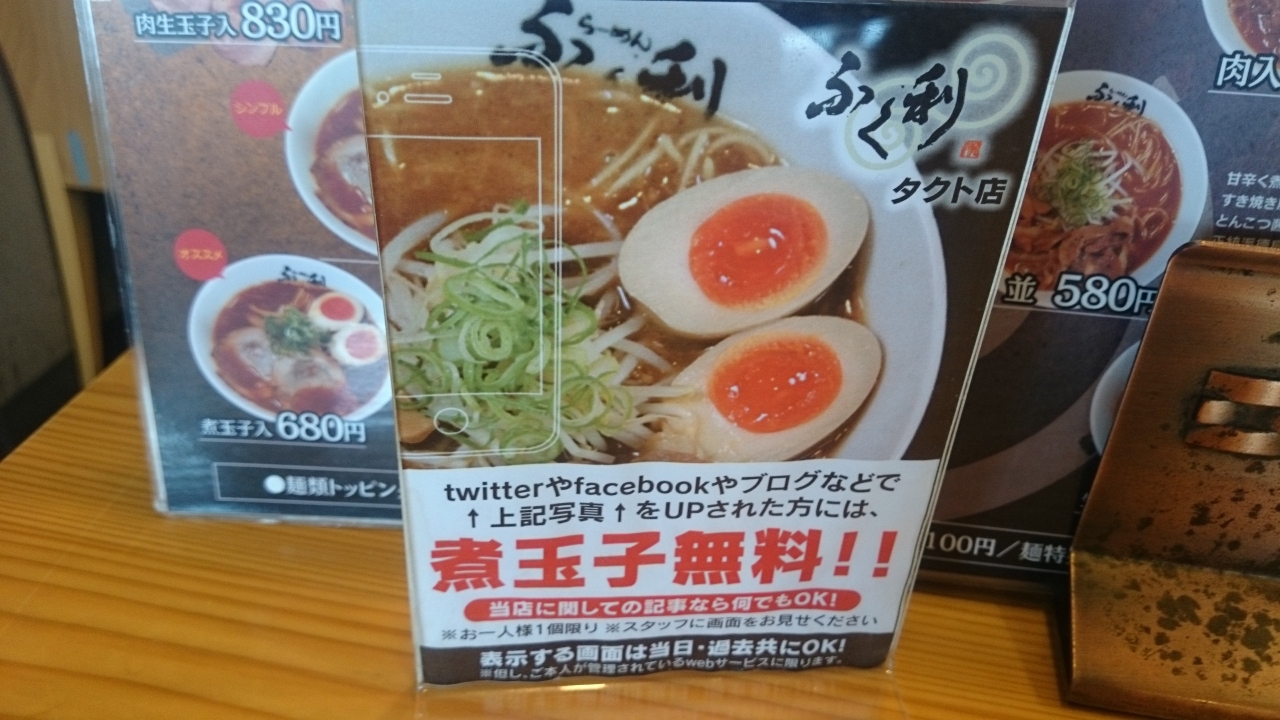 肉生玉子入 830円
シンプル
オススメ
煮玉子入 680円
●麺類トッピン
らーめん
ふく利
ふく利
タクト店
twitterやfacebookやブログなどで
↑上記写真↑をUPされた方には、
煮玉子無料!!
当店に関しての記事なら何でもOK!
※お一人様1個限り ※スタッフに画面をお見せください
表示する画面は当日・過去共にOK!
※但し、ご本人が管理されているwebサービスに限ります。
肉入
甘辛く煮
すき焼き
とんこつ
並 580円
100円／麺特